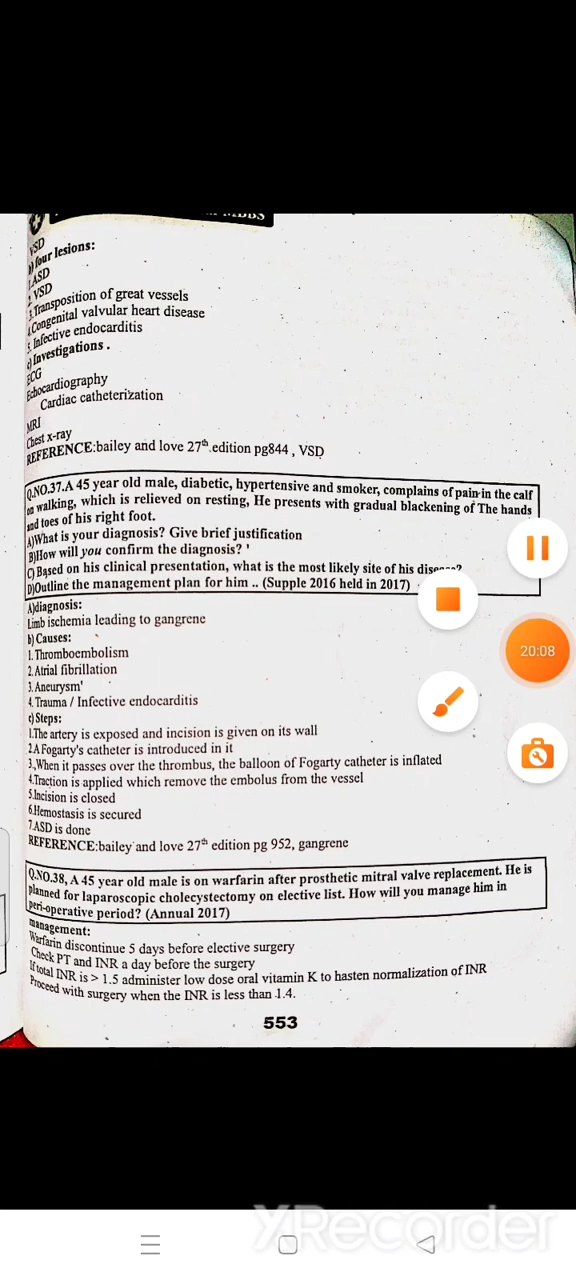 MBBS
VSD
b) four lesions:
1.ASD
2. VSD
3.Transposition of great vessels
4.Congenital valvular heart disease
5. Infective endocarditis
c) Investigations .
ECG
Echocardiography
Cardiac catheterization
MRI
Chest x-ray
REFERENCE:bailey and love 27th edition pg844 , VSD
Q.NO.37.A 45 year old male, diabetic, hypertensive and smoker, complains of pain in the calf
on walking, which is relieved on resting, He presents with gradual blackening of The hands
and toes of his right foot.
A)What is your diagnosis? Give brief justification
B)How will you confirm the diagnosis? '
C) Based on his clinical presentation, what is the most likely site of his
D)Outline the management plan for him .. (Supple 2016 held in 2017)
A)diagnosis:
Limb ischemia leading to gangrene
b) Causes:
1. Thromboembolism
2. Atrial fibrillation
3. Aneurysm'
4. Trauma / Infective endocarditis
c) Steps:
1.The artery is exposed and incision is given on its wall
2.A Fogarty's catheter is introduced in it
3.,When it passes over the thrombus, the balloon of Fogarty catheter is inflated
4.Traction is applied which remove the embolus from the vessel
5.Incision is closed
6.Hemostasis is secured
7.ASD is done
REFERENCE:bailey and love 27th edition pg 952, gangrene
Q.NO.38, A 45 year old male is on warfarin after prosthetic mitral valve replacement. He is
planned for laparoscopic cholecystectomy on elective list. How will you manage him in
peri-operative period? (Annual 2017)
management:
Warfarin discontinue 5 days before elective surgery
Check PT and INR a day before the surgery
If total INR is > 1.5 administer low dose oral vitamin K to hasten normalization of INR
Proceed with surgery when the INR is less than 1.4.
553
20:08
XRecorder